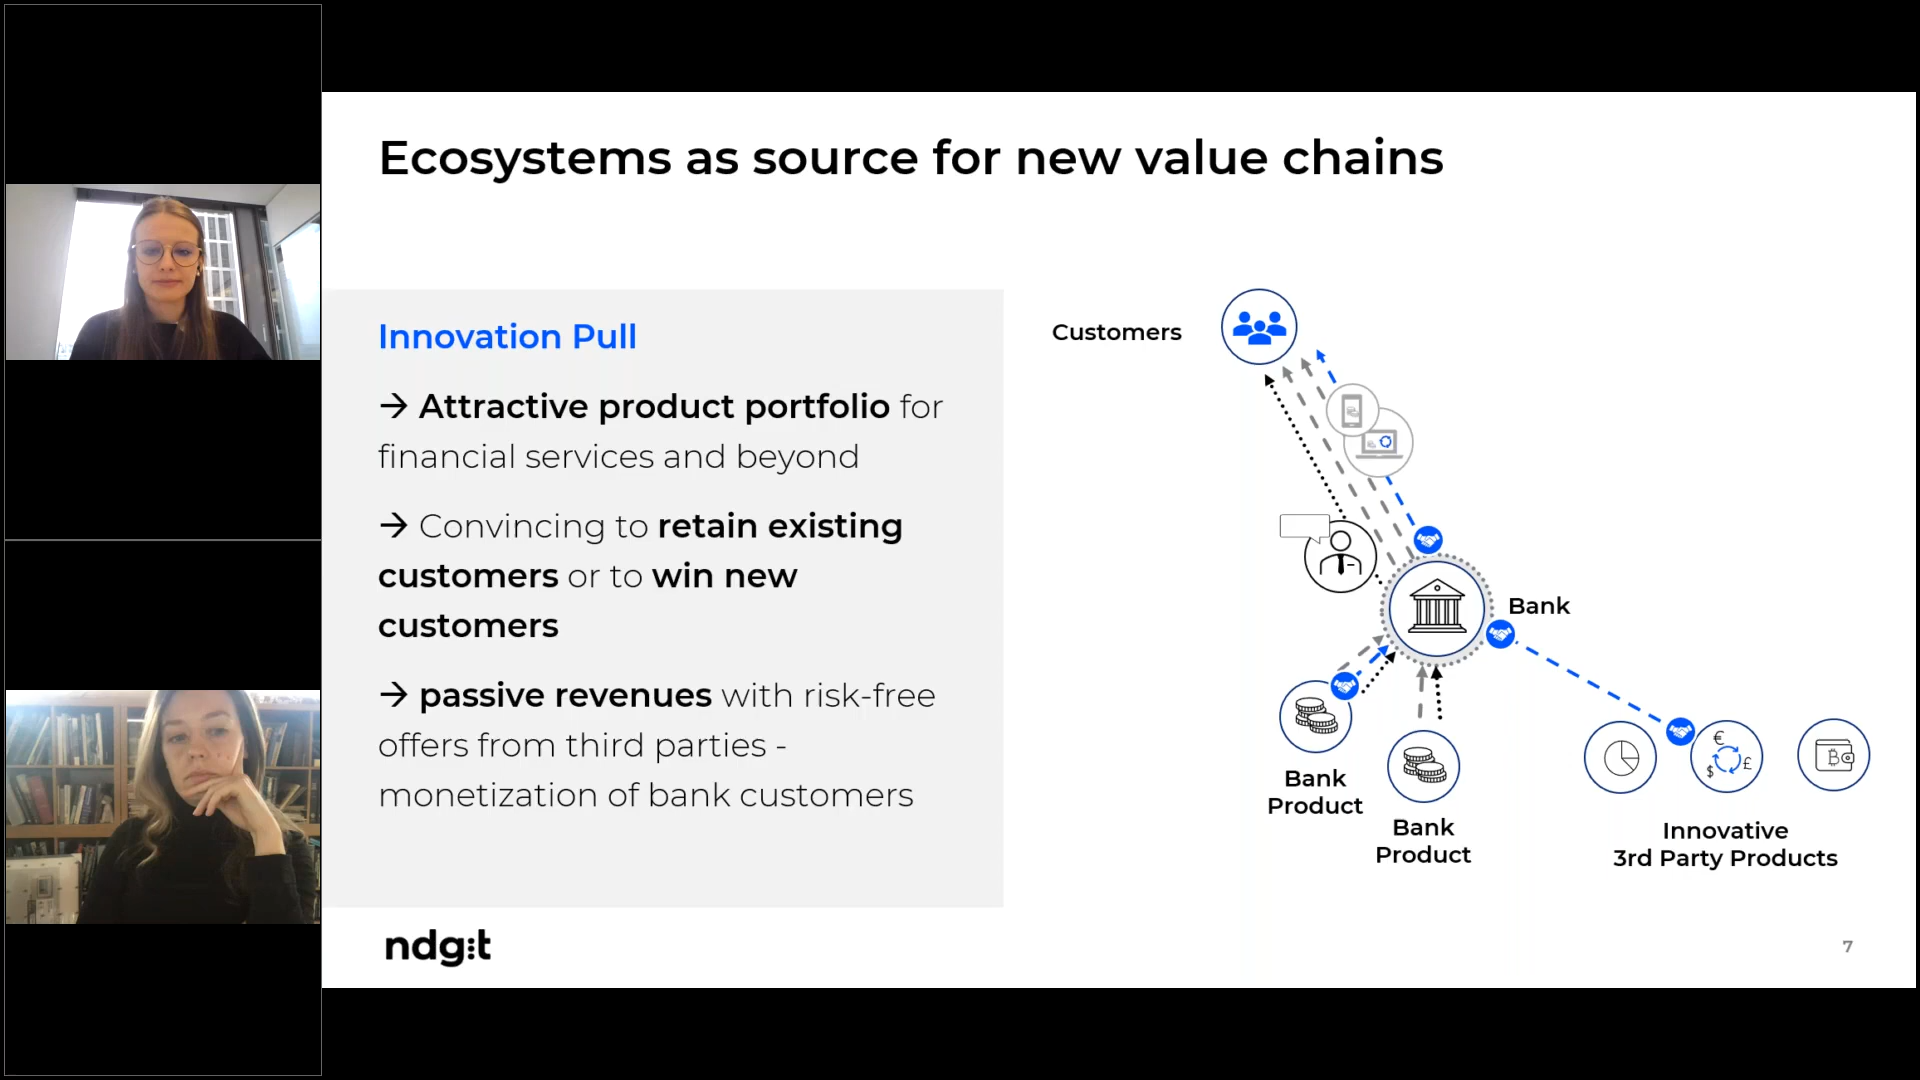 Ecosystems as source for new value chains
Innovation Pull
→ Attractive product portfolio for
financial services and beyond
→ Convincing to retain existing
customers or to win new
customers
→ passive revenues with risk-free
offers from third parties -
monetization of bank customers
Customers
Bank
Bank
Product
Bank
Product
€
$
£
B
Innovative
3rd Party Products
ndgit
7